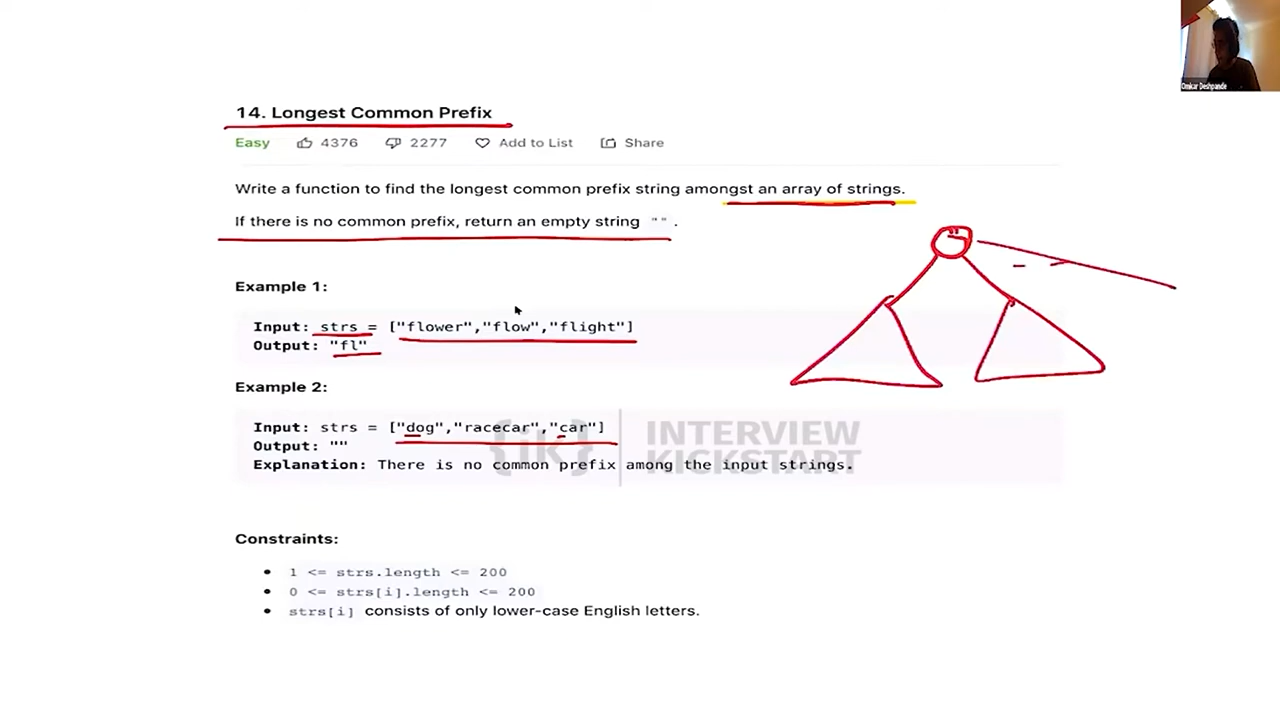 Omkar Deshpande
14. Longest Common Prefix
Easy 4376 2277 Add to List Share
Write a function to find the longest common prefix string amongst an array of strings.
If there is no common prefix, return an empty string "".
Example 1:
Input: strs = ["flower","flow","flight"]
Output: "fl"
Example 2:
Input: strs = ["dog","racecar","car"]
Output: ""
Explanation: There is no common prefix among the input strings.
{ik} INTERVIEW
KICKSTART
Constraints:
• 1 <= strs.length <= 200
• 0 <= strs[i].length <= 200
• strs[i] consists of only lower-case English letters.
""